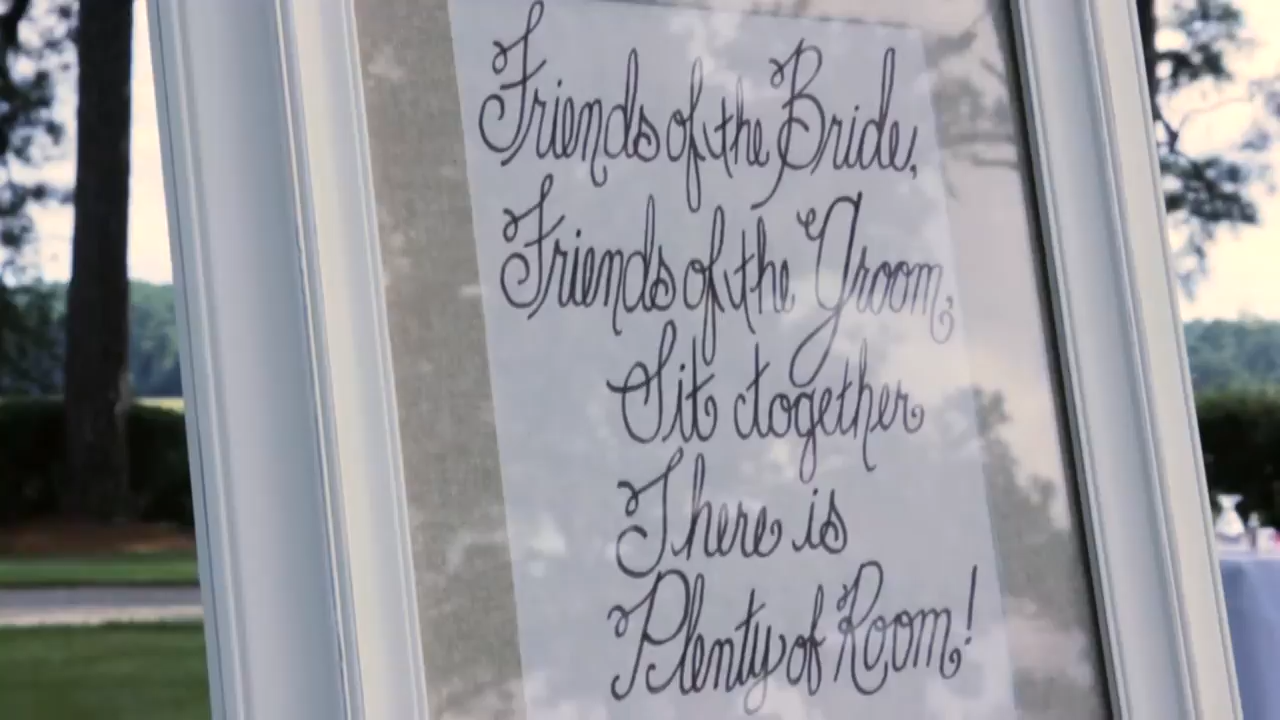 Friends of the Bride,
Friends of the Groom,
Sit together
There is
Plenty of Room!